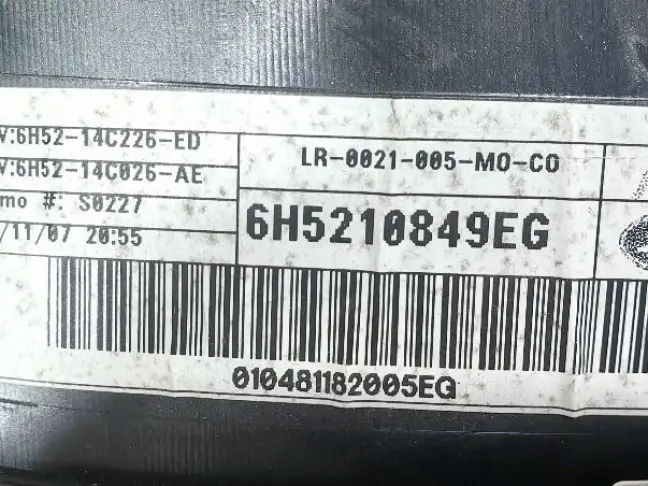 V:6H52-14C226-ED
V:6H52-14C026-AE
mo #: S0227
/11/07 20:55
LR-0021-005-MO-CO
6H5210849EG
010481182005EG